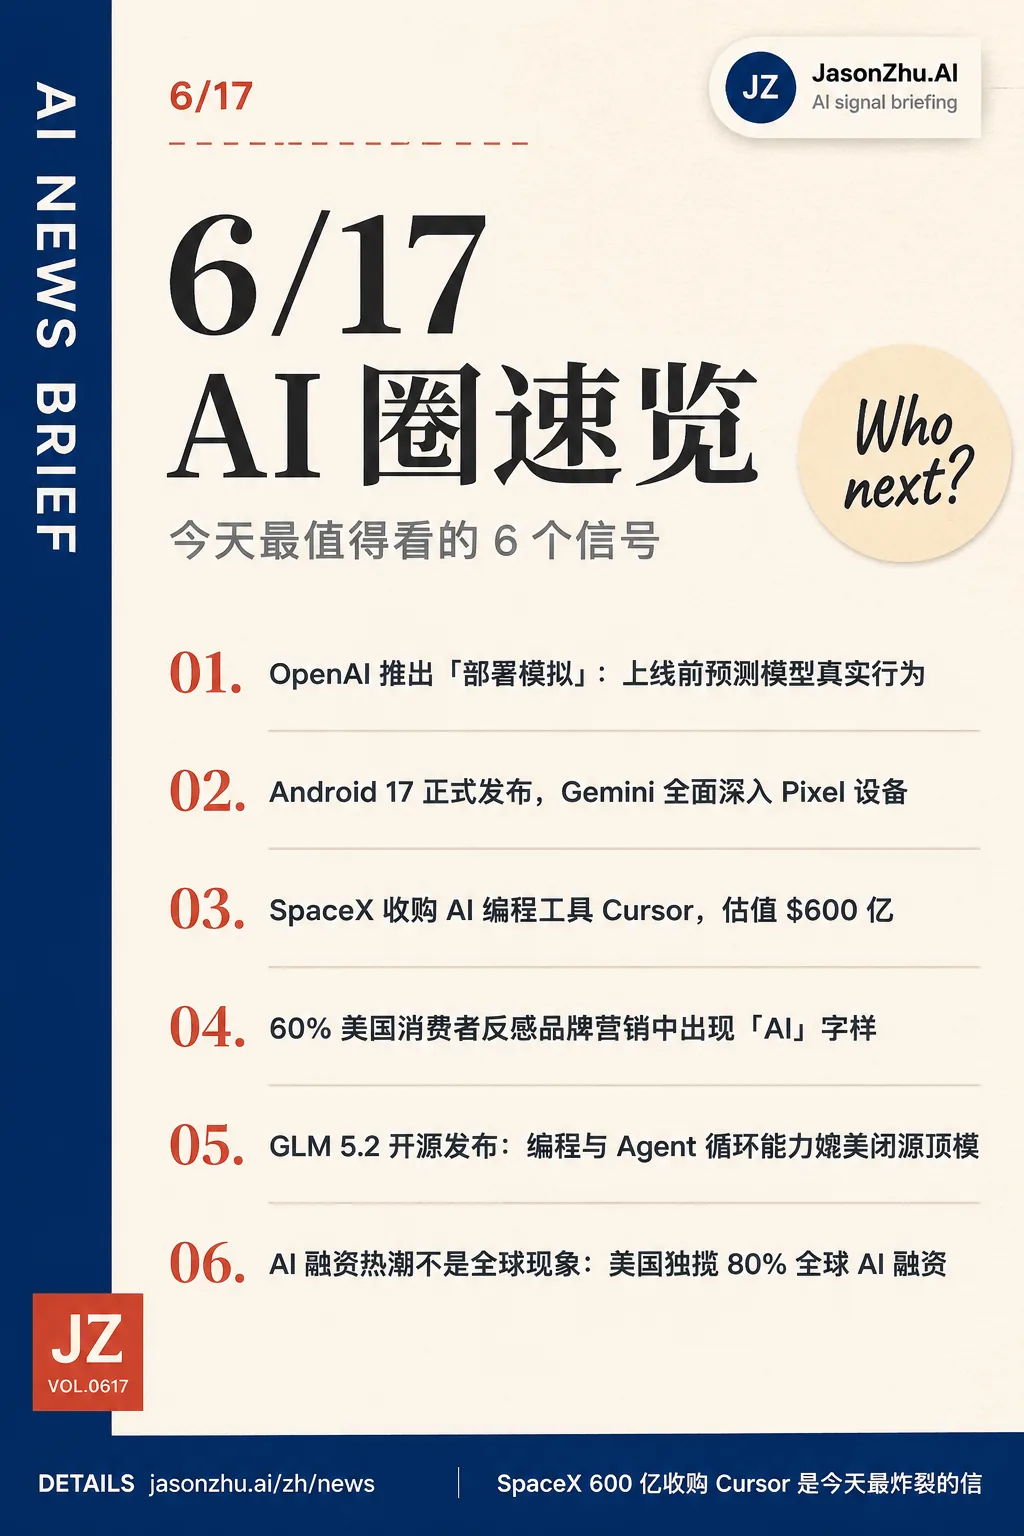 AI NEWS BRIEF
6/17
JZ
JasonZhu.AI
AI signal briefing
6/17
AI 圈速览
今天最值得看的 6 个信号
Who
next?
01. OpenAI 推出「部署模拟」：上线前预测模型真实行为
02. Android 17 正式发布，Gemini 全面深入 Pixel 设备
03. SpaceX 收购 AI 编程工具 Cursor，估值 $600 亿
04. 60% 美国消费者反感品牌营销中出现「AI」字样
05. GLM 5.2 开源发布：编程与 Agent 循环能力媲美闭源顶模
06. AI 融资热潮不是全球现象：美国独揽 80% 全球 AI 融资
JZ
VOL.0617
DETAILS jasonzhu.ai/zh/news
SpaceX 600 亿收购 Cursor 是今天最炸裂的信